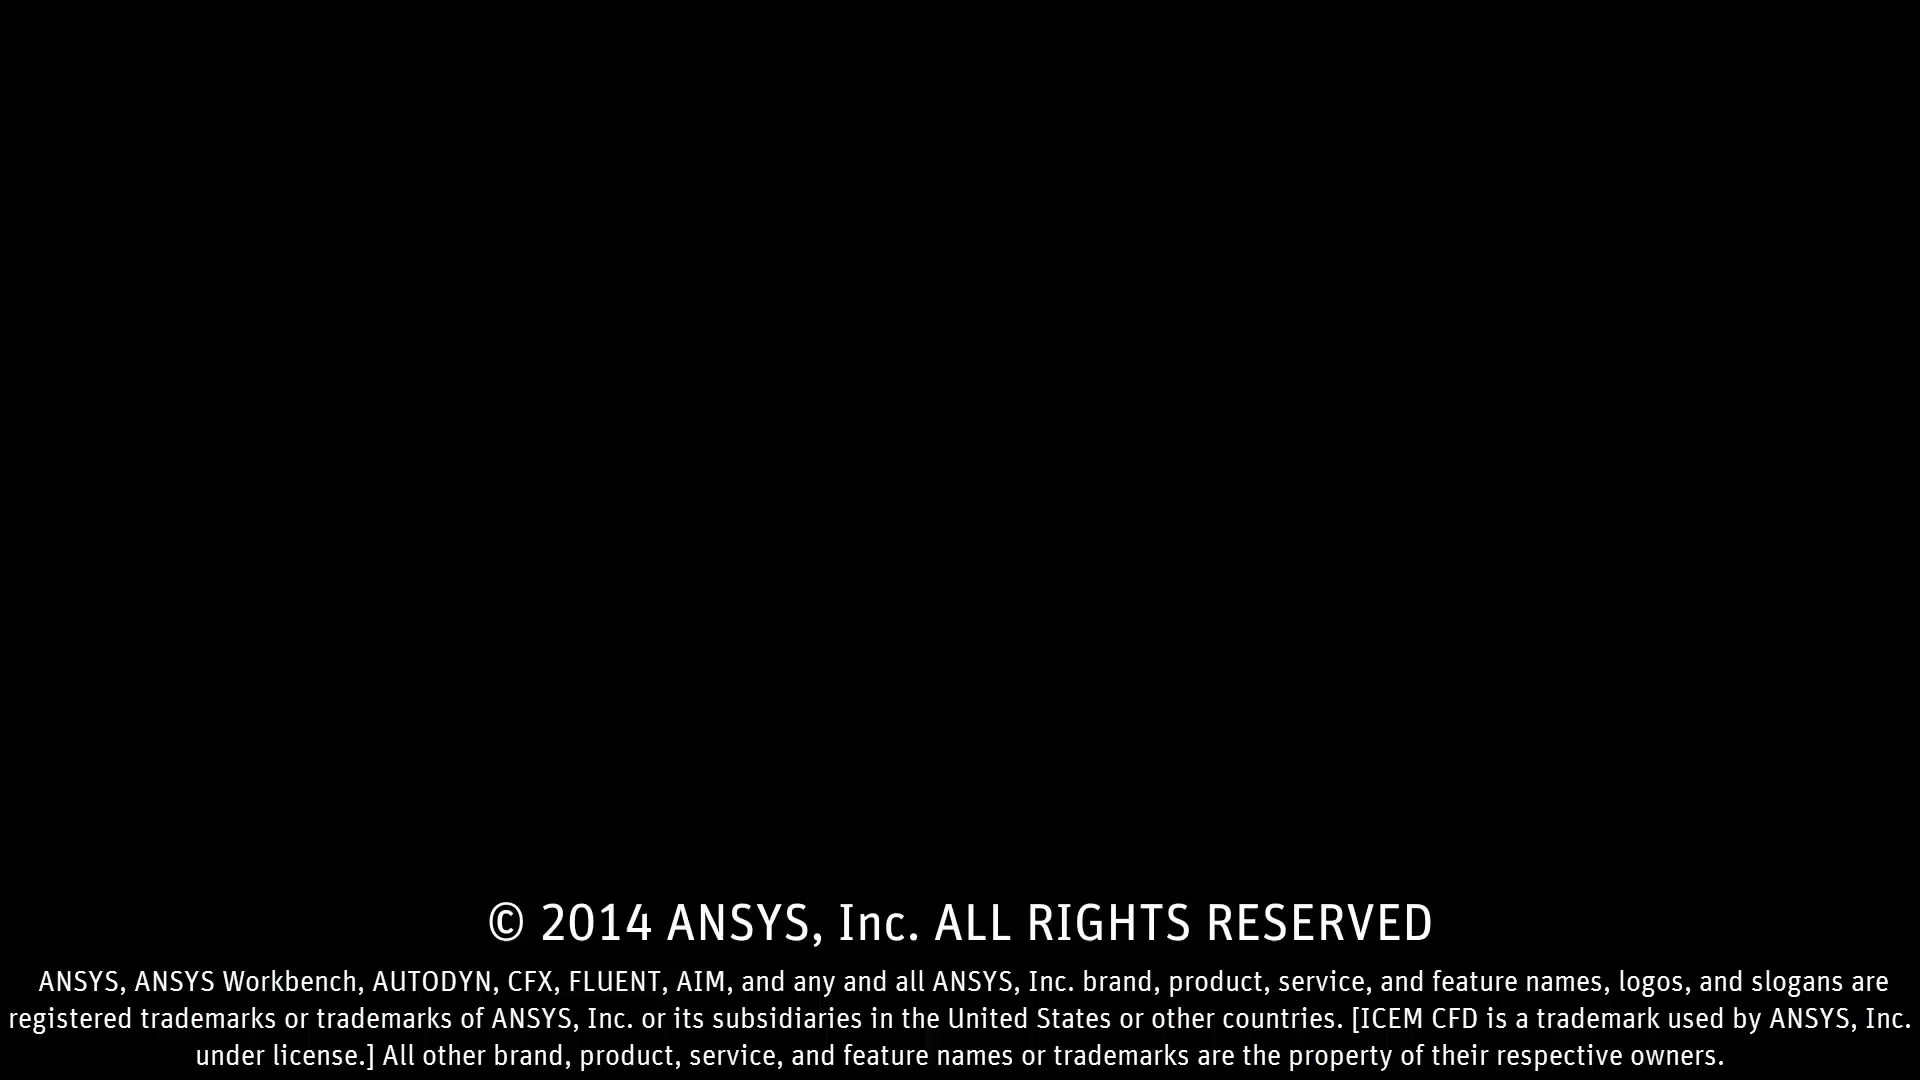 © 2014 ANSYS, Inc. ALL RIGHTS RESERVED
ANSYS, ANSYS Workbench, AUTODYN, CFX, FLUENT, AIM, and any and all ANSYS, Inc. brand, product, service, and feature names, logos, and slogans are
registered trademarks or trademarks of ANSYS, Inc. or its subsidiaries in the United States or other countries. [ICEM CFD is a trademark used by ANSYS, Inc.
under license.] All other brand, product, service, and feature names or trademarks are the property of their respective owners.